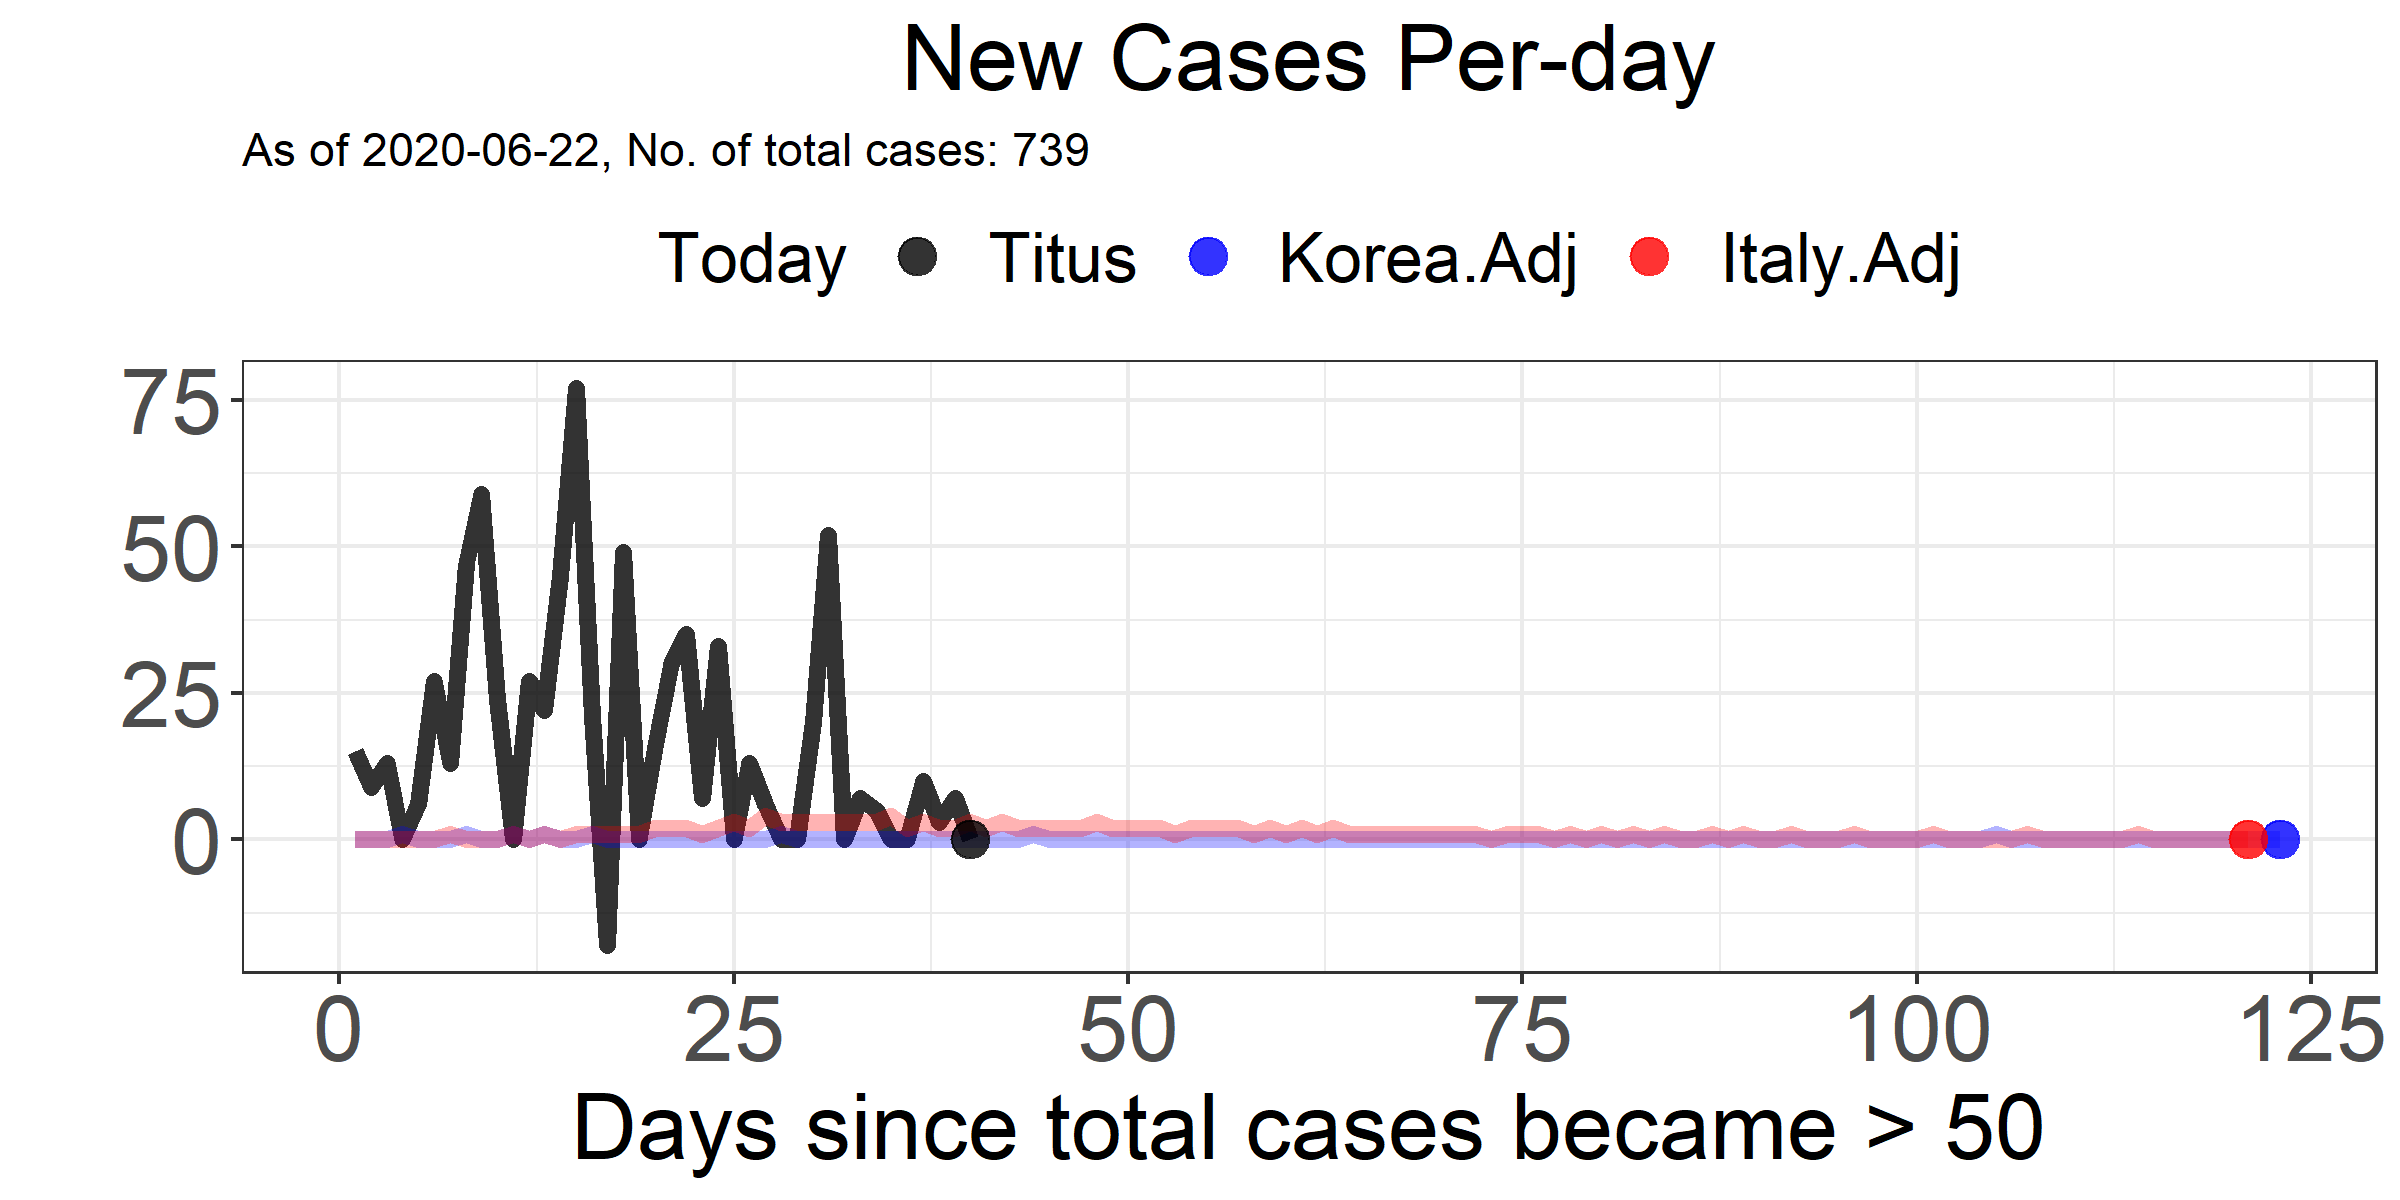 New Cases Per-day
As of 2020-06-22, No. of total cases: 739
Today Titus Korea.Adj Italy.Adj
75
50
25
0
0 25 50 75 100 125
Days since total cases became > 50